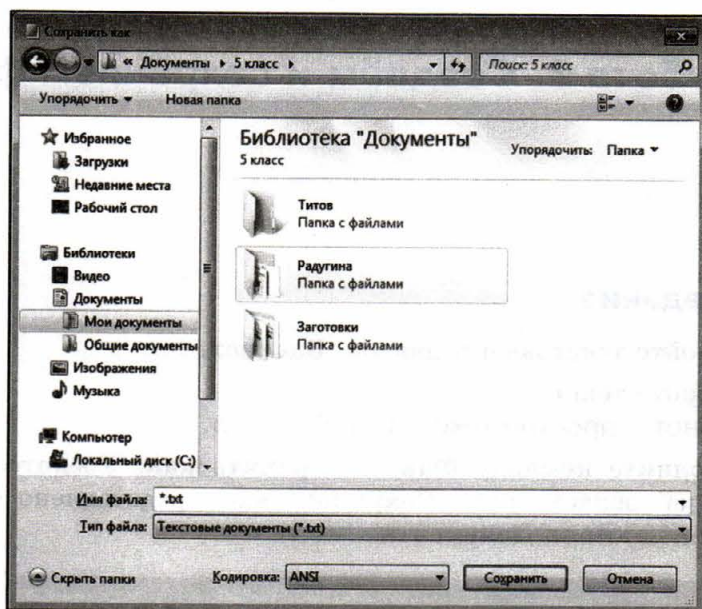 Сохранить как
« Документы ▸ 5 класс ▸
Поиск: 5 класс
Упорядочить
Новая папка
Избранное
Загрузки
Недавние места
Рабочий стол
Библиотеки
Видео
Документы
Мои документы
Общие документы
Изображения
Музыка
Компьютер
Локальный диск (C:)
Библиотека "Документы"
5 класс
Упорядочить: Папка
Титов
Папка с файлами
Радугина
Папка с файлами
Заготовки
Папка с файлами
Имя файла: *.txt
Тип файла: Текстовые документы (*.txt)
Скрыть папки
Кодировка: ANSI
Сохранить
Отмена